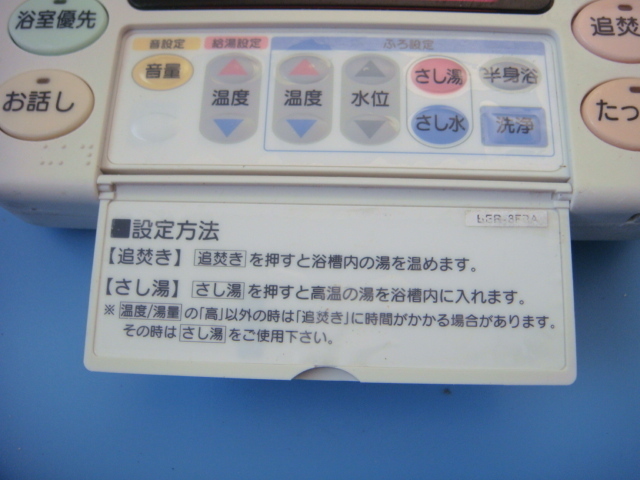 浴室優先
追焚
お話し
たっ
音設定
給湯設定
ふろ設定
音量
温度
温度
水位
さし湯
半身浴
さし水
洗浄
■設定方法
【追焚き】 追焚き を押すと浴槽内の湯を温めます。
【さし湯】 さし湯 を押すと高温の湯を浴槽内に入れます。
※ 温度/湯量 の「高」以外の時は「追焚き」に時間がかかる場合があります。
その時は さし湯 をご使用下さい。